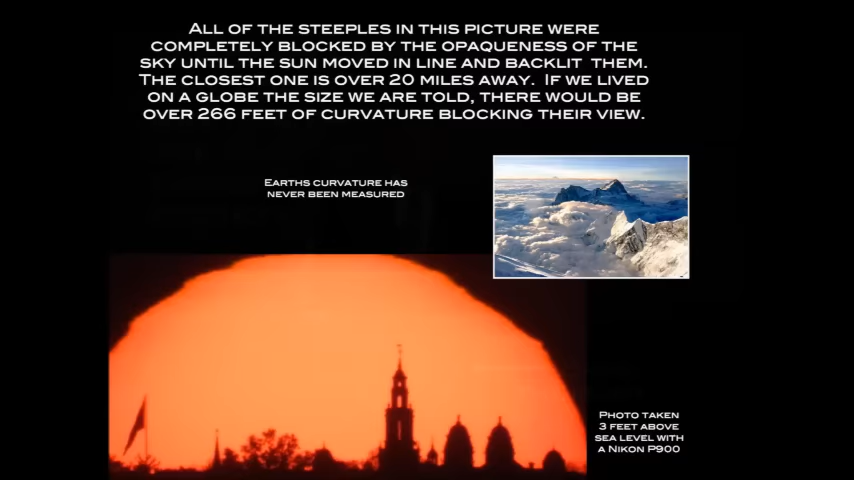 All of the steeples in this picture were
completely blocked by the opaqueness of the
sky until the sun moved in line and backlit them.
The closest one is over 20 miles away. If we lived
on a globe the size we are told, there would be
over 266 feet of curvature blocking their view.
Earths curvature has
never been measured
Photo taken
3 feet above
sea level with
a Nikon P900